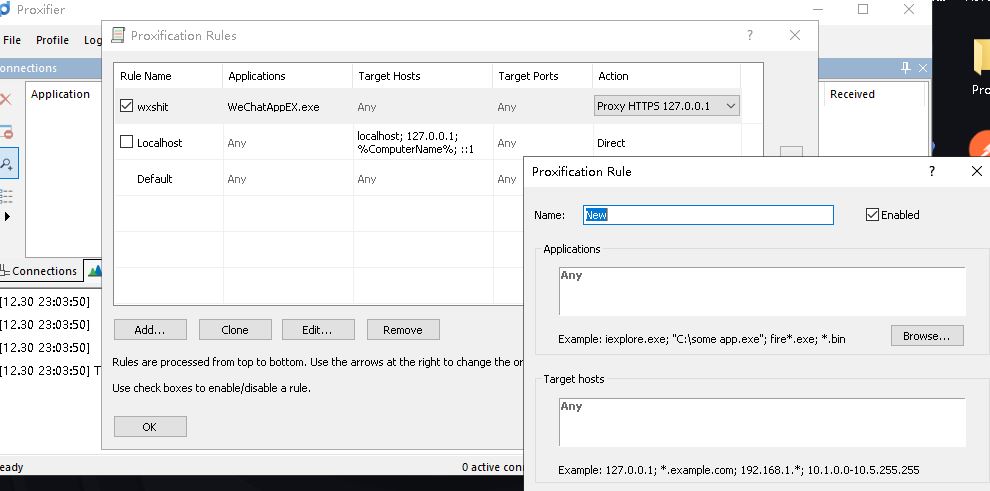 Proxifier
File Profile Log
onnections
Application
Received
Proxification Rules
?
Rule Name Applications Target Hosts Target Ports Action
wxshit WeChatAppEX.exe Any Any Proxy HTTPS 127.0.0.1
Localhost Any localhost; 127.0.0.1; Any Direct
%ComputerName%; ::1
Default Any Any Any
Add... Clone Edit... Remove
Rules are processed from top to bottom. Use the arrows at the right to change the or
Use check boxes to enable/disable a rule.
OK
Connections
[12.30 23:03:50]
[12.30 23:03:50]
[12.30 23:03:50]
[12.30 23:03:50] T
eady
0 active conn
Proxification Rule
?
Name: New Enabled
Applications
Any
Example: iexplore.exe; "C:\some app.exe"; fire*.exe; *.bin
Browse...
Target hosts
Any
Example: 127.0.0.1; *.example.com; 192.168.1.*; 10.1.0.0-10.5.255.255
Pro